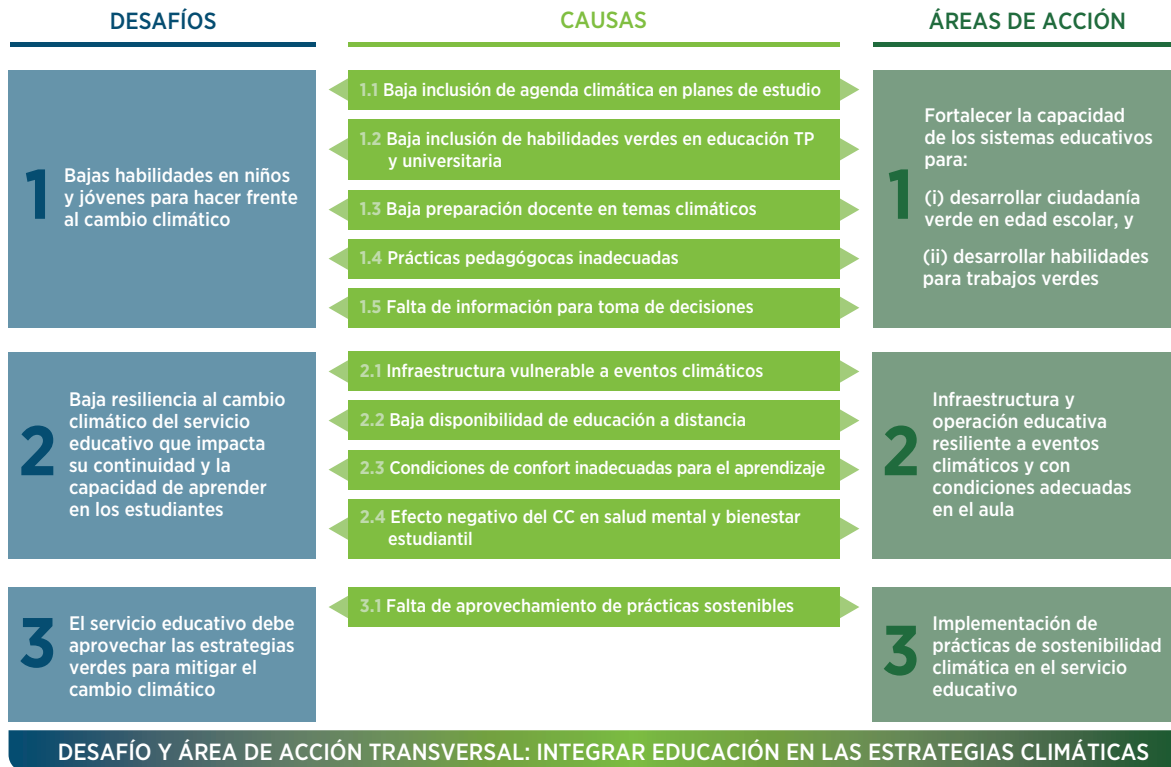 DESAFÍOS
CAUSAS
ÁREAS DE ACCIÓN
1
Bajas habilidades en niños
y jóvenes para hacer frente
al cambio climático
1.1 Baja inclusión de agenda climática en planes de estudio
1.2 Baja inclusión de habilidades verdes en educación TP
y universitaria
1.3 Baja preparación docente en temas climáticos
1.4 Prácticas pedagógocas inadecuadas
1.5 Falta de información para toma de decisiones
1
Fortalecer la capacidad
de los sistemas educativos
para:
(i) desarrollar ciudadanía
verde en edad escolar, y
(ii) desarrollar habilidades
para trabajos verdes
2
Baja resiliencia al cambio
climático del servicio
educativo que impacta
su continuidad y la
capacidad de aprender
en los estudiantes
2.1 Infraestructura vulnerable a eventos climáticos
2.2 Baja disponibilidad de educación a distancia
2.3 Condiciones de confort inadecuadas para el aprendizaje
2.4 Efecto negativo del CC en salud mental y bienestar
estudiantil
2
Infraestructura y
operación educativa
resiliente a eventos
climáticos y con
condiciones adecuadas
en el aula
3
El servicio educativo debe
aprovechar las estrategias
verdes para mitigar el
cambio climático
3.1 Falta de aprovechamiento de prácticas sostenibles
3
Implementación de
prácticas de sostenibilidad
climática en el servicio
educativo
DESAFÍO Y ÁREA DE ACCIÓN TRANSVERSAL: INTEGRAR EDUCACIÓN EN LAS ESTRATEGIAS CLIMÁTICAS